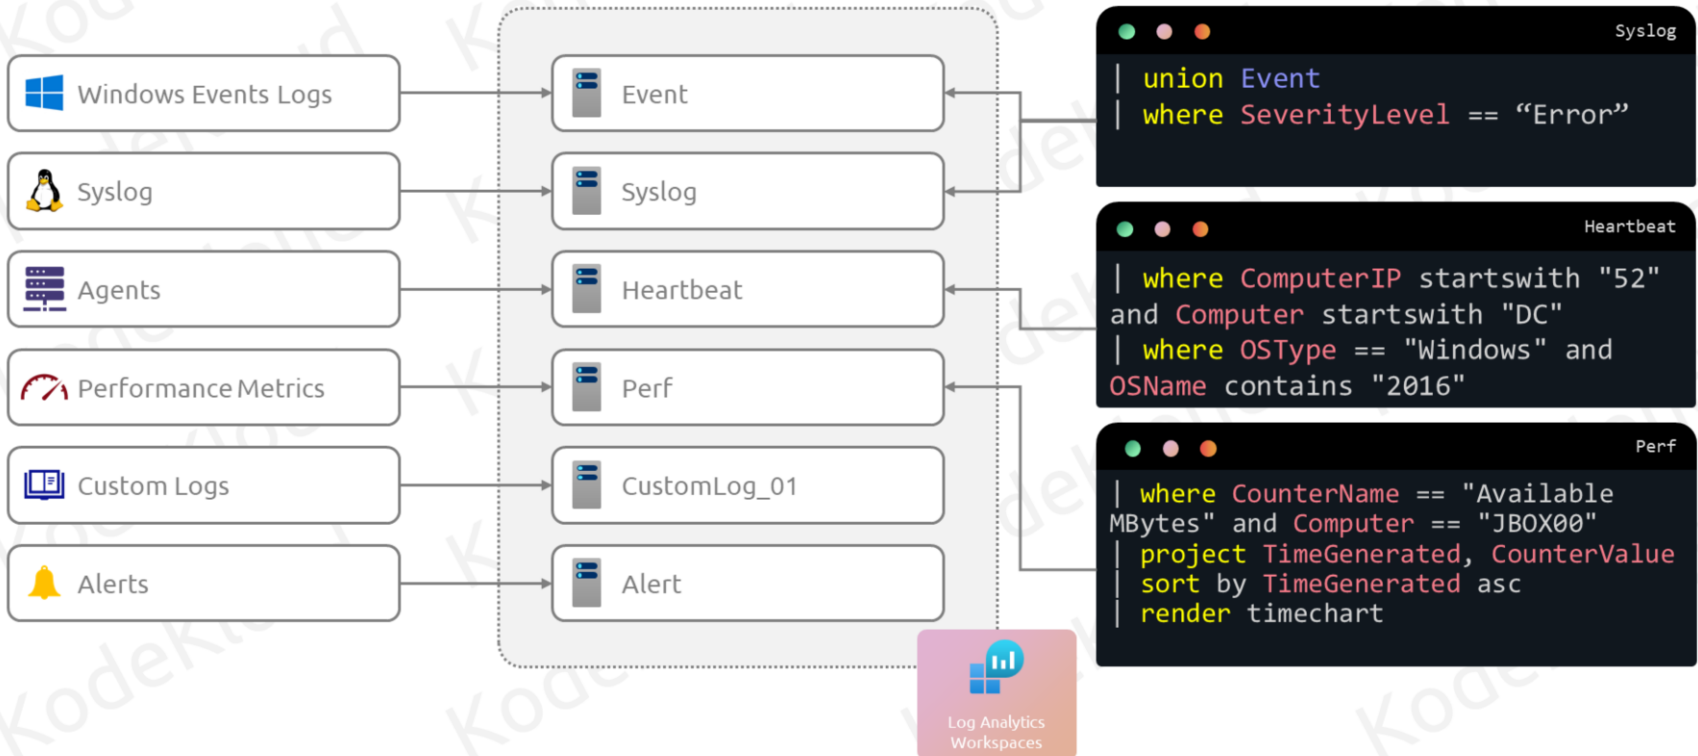 Windows Events Logs
Syslog
Agents
Performance Metrics
Custom Logs
Alerts
Event
Syslog
Heartbeat
Perf
CustomLog_01
Alert
Log Analytics
Workspaces
Syslog
| union Event
| where SeverityLevel == “Error”
Heartbeat
| where ComputerIP startswith "52"
and Computer startswith "DC"
| where OSType == "Windows" and
OSName contains "2016"
Perf
| where CounterName == "Available
MBytes" and Computer == "JBOX00"
| project TimeGenerated, CounterValue
| sort by TimeGenerated asc
| render timechart
KodeKloud